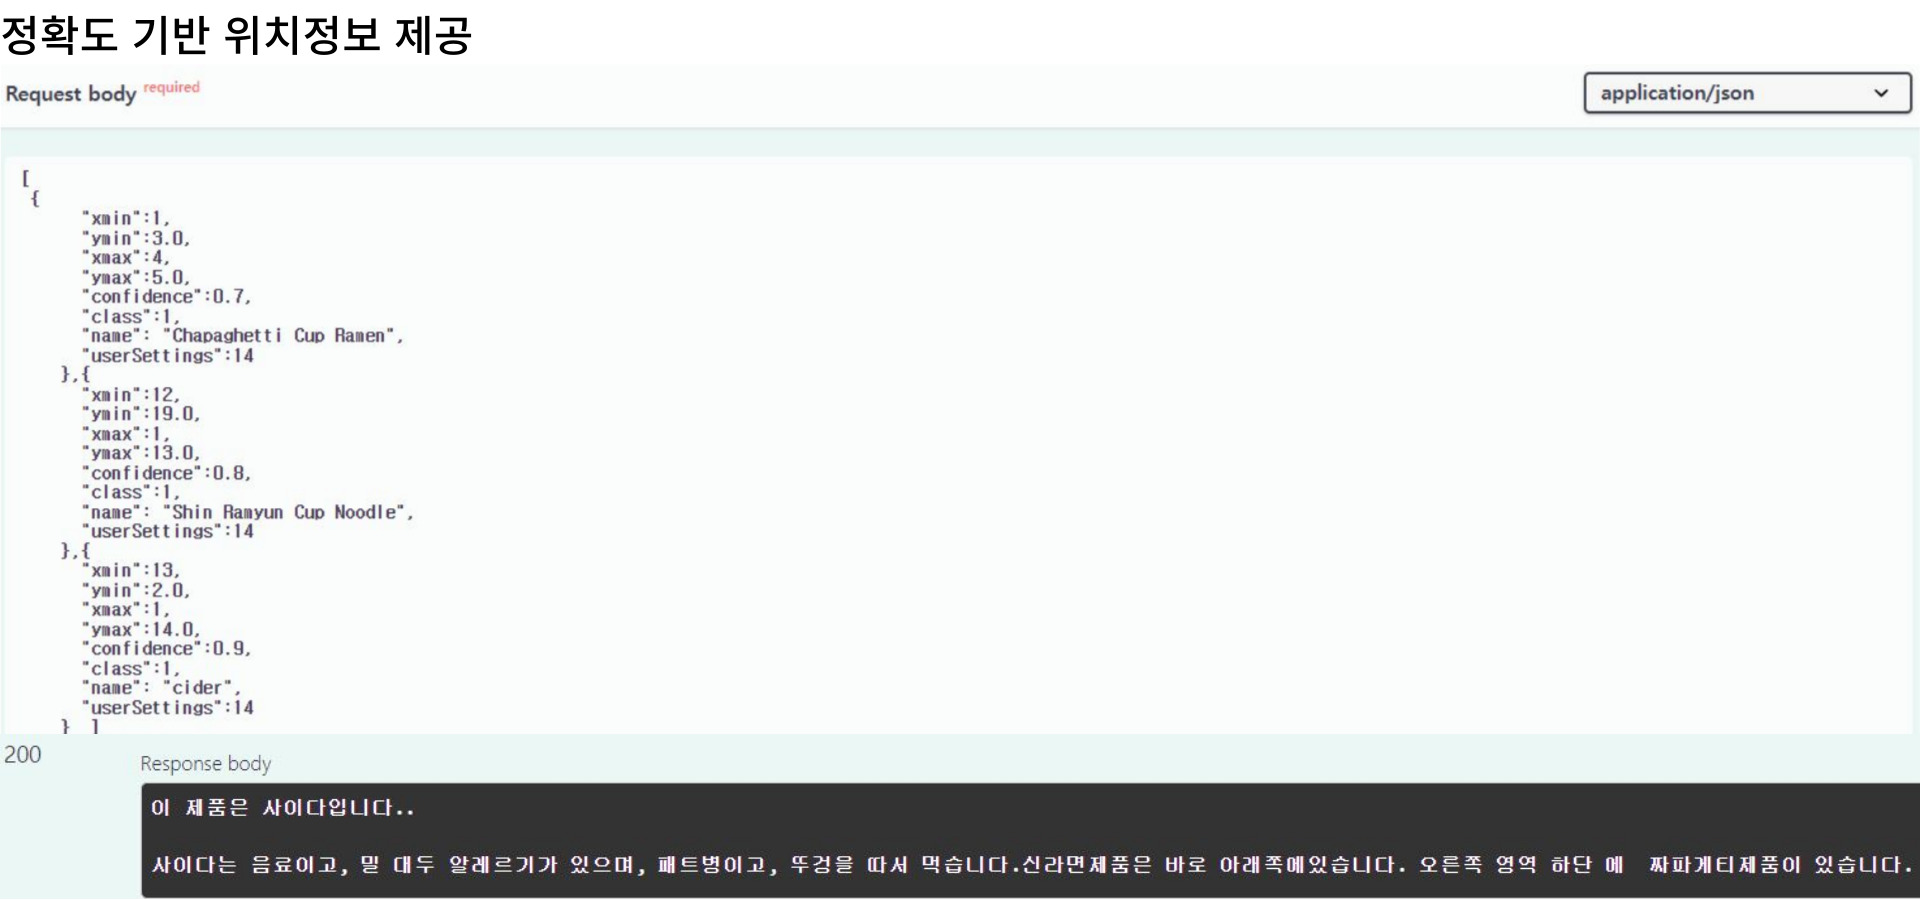 정확도 기반 위치정보 제공
Request body required
application/json
[
{
"xmin":1,
"ymin":3.0,
"xmax":4,
"ymax":5.0,
"confidence":0.7,
"class":1,
"name": "Chapaghetti Cup Ramen",
"userSettings":14
},{
"xmin":12,
"ymin":19.0,
"xmax":1,
"ymax":13.0,
"confidence":0.8,
"class":1,
"name": "Shin Ramyun Cup Noodle",
"userSettings":14
},{
"xmin":13,
"ymin":2.0,
"xmax":1,
"ymax":14.0,
"confidence":0.9,
"class":1,
"name": "cider",
"userSettings":14
} ]
200
Response body
이 제품은 사이다입니다..
사이다는 음료이고, 밀 대두 알레르기가 있으며, 패트병이고, 뚜겅을 따서 먹습니다.신라면제품은 바로 아래쪽에있습니다. 오른쪽 영역 하단 에 짜파게티제품이 있습니다.